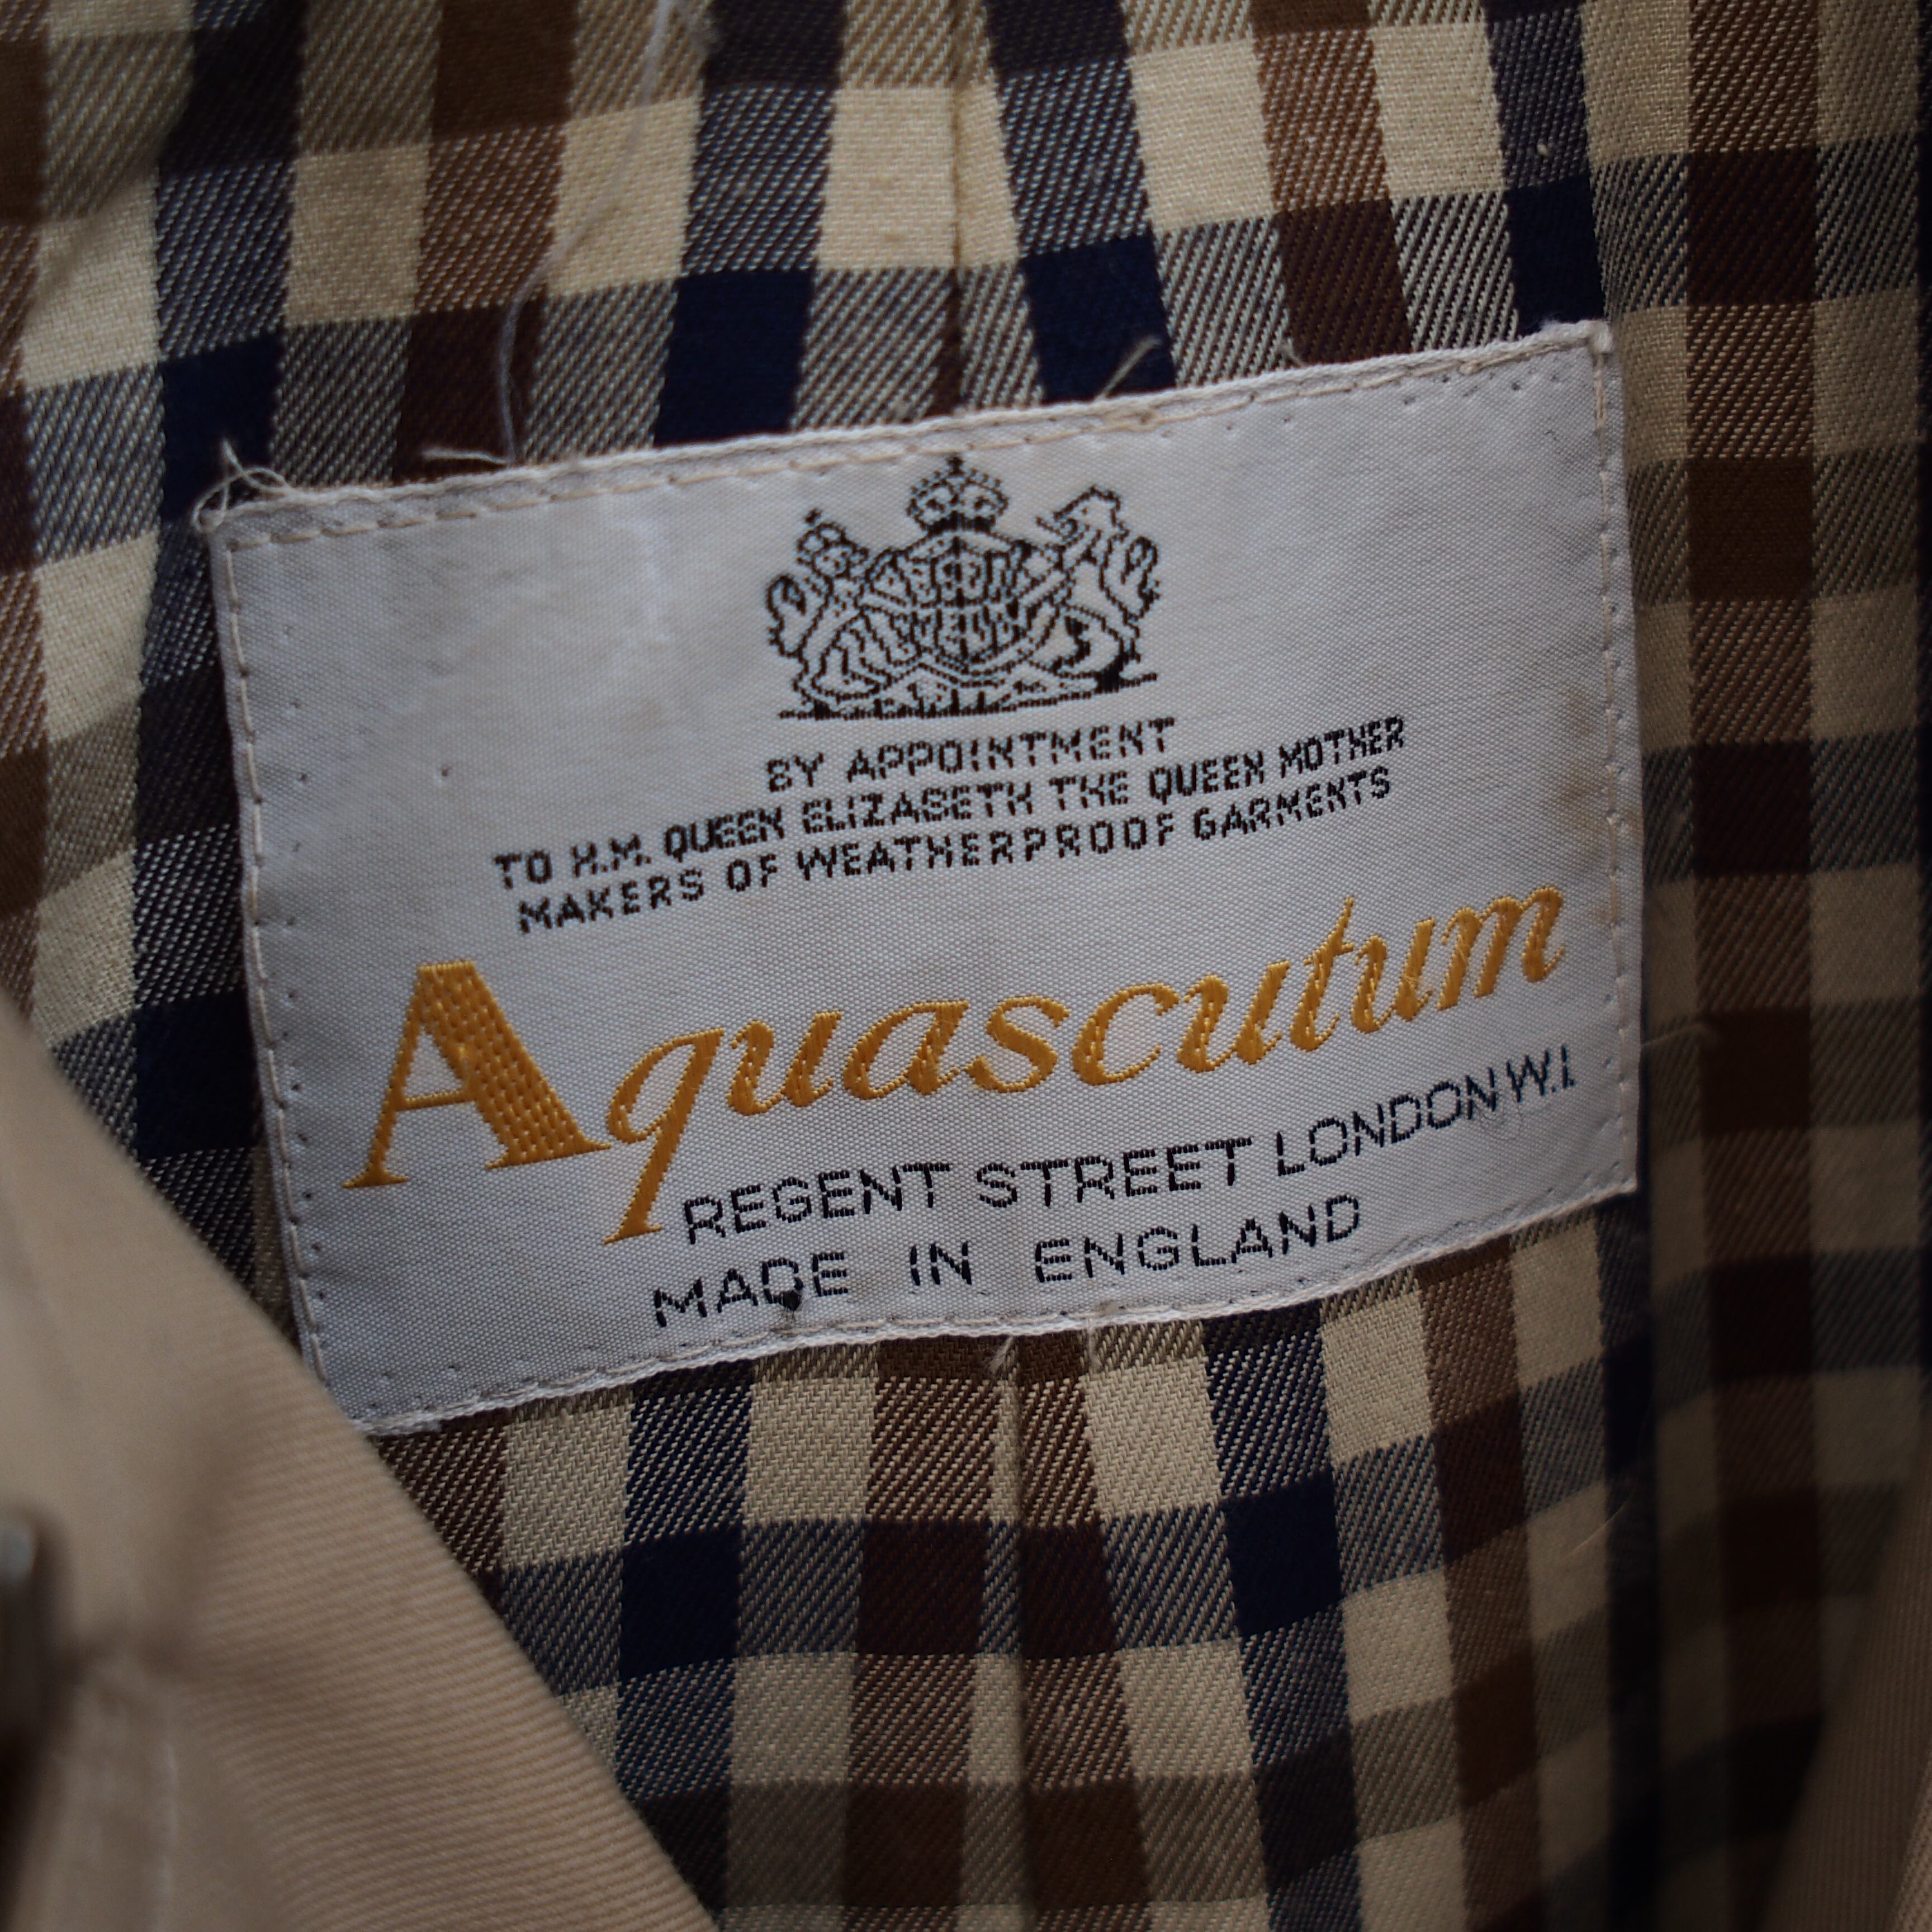 BY APPOINTMENT
TO H.M. QUEEN ELIZABETH THE QUEEN MOTHER
MAKERS OF WEATHERPROOF GARMENTS
Aquascutum
REGENT STREET LONDON W.1.
MADE IN ENGLAND